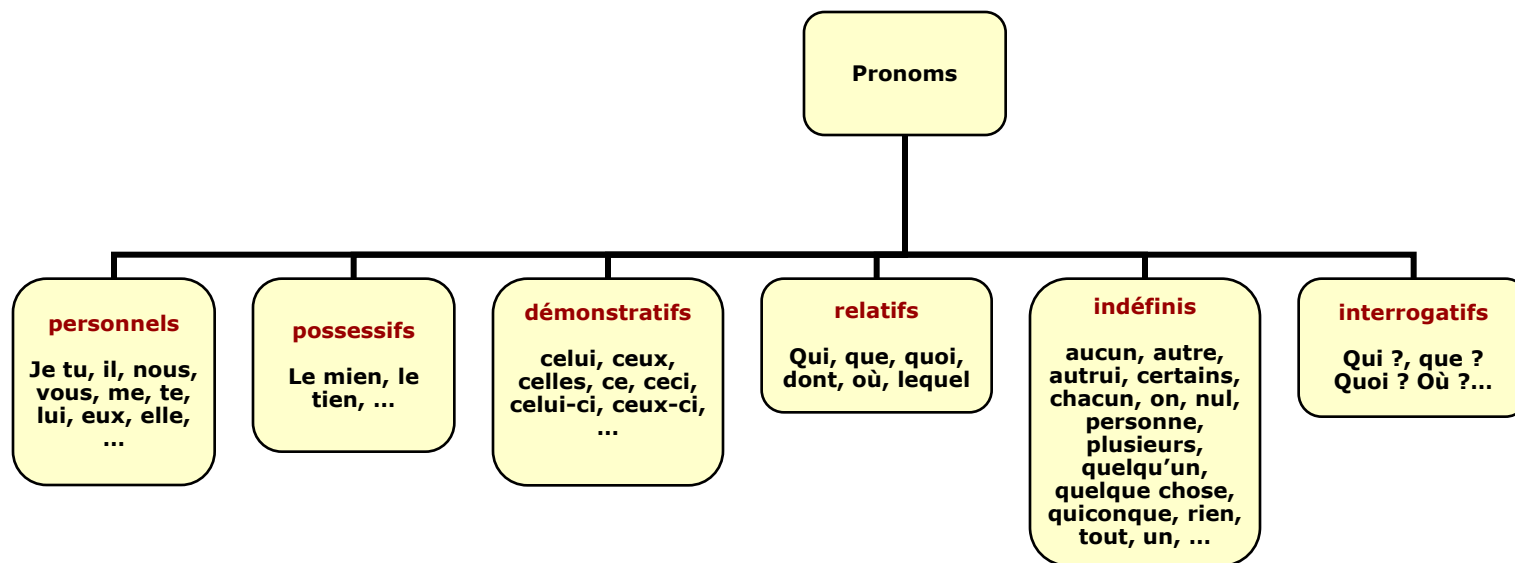 Pronoms
personnels
Je tu, il, nous,
vous, me, te,
lui, eux, elle,
...
possessifs
Le mien, le
tien, ...
démonstratifs
celui, ceux,
celles, ce, ceci,
celui-ci, ceux-ci,
...
relatifs
Qui, que, quoi,
dont, où, lequel
indéfinis
aucun, autre,
autrui, certains,
chacun, on, nul,
personne,
plusieurs,
quelqu’un,
quelque chose,
quiconque, rien,
tout, un, ...
interrogatifs
Qui ?, que ?
Quoi ? Où ?...